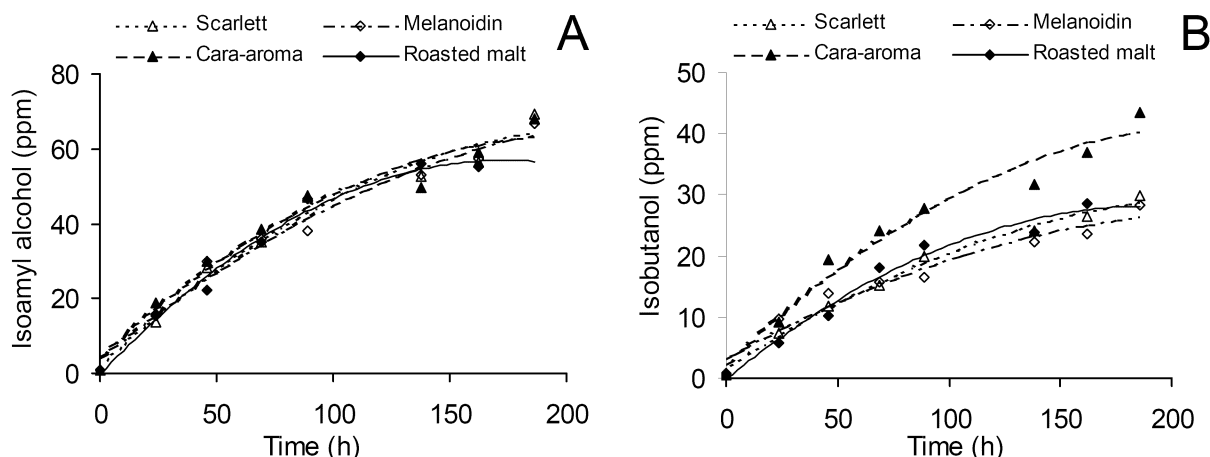 Scarlett Melanoidin
Cara-aroma Roasted malt
A
Isoamyl alcohol (ppm)
80
60
40
20
0
0 50 100 150 200
Time (h)
Scarlett Melanoidin
Cara-aroma Roasted malt
B
Isobutanol (ppm)
50
40
30
20
10
0
0 50 100 150 200
Time (h)